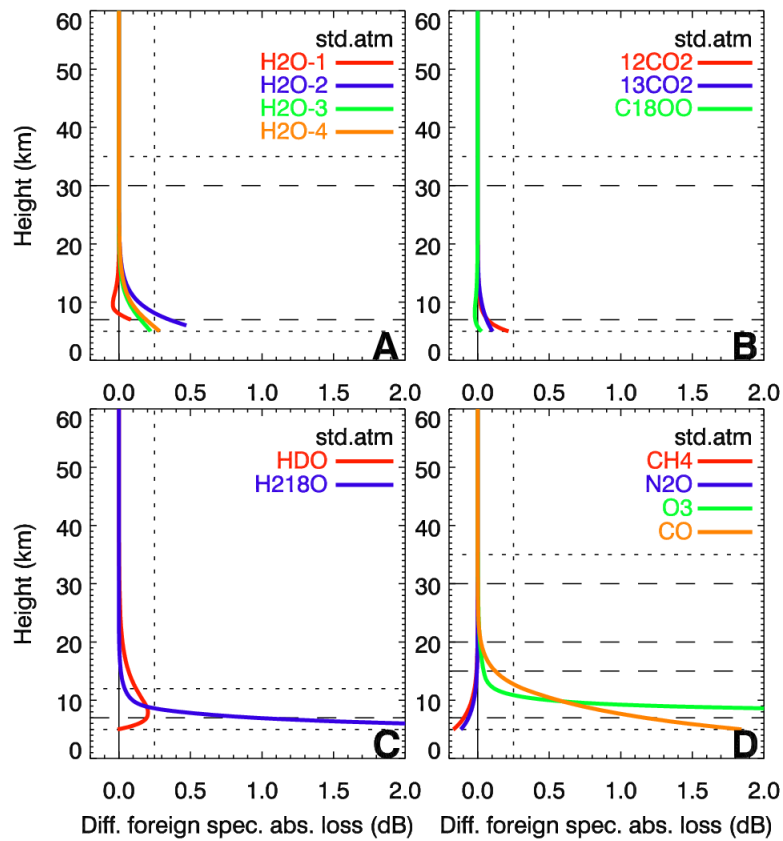 60
50
40
30
20
10
0
Height (km)
std.atm
H2O-1
H2O-2
H2O-3
H2O-4
A
0.0 0.5 1.0 1.5 2.0
60
50
40
30
20
10
0
std.atm
12CO2
13CO2
C18OO
B
0.0 0.5 1.0 1.5 2.0
60
50
40
30
20
10
0
Height (km)
std.atm
HDO
H218O
C
0.0 0.5 1.0 1.5 2.0
Diff. foreign spec. abs. loss (dB)
60
50
40
30
20
10
0
std.atm
CH4
N2O
O3
CO
D
0.0 0.5 1.0 1.5 2.0
Diff. foreign spec. abs. loss (dB)